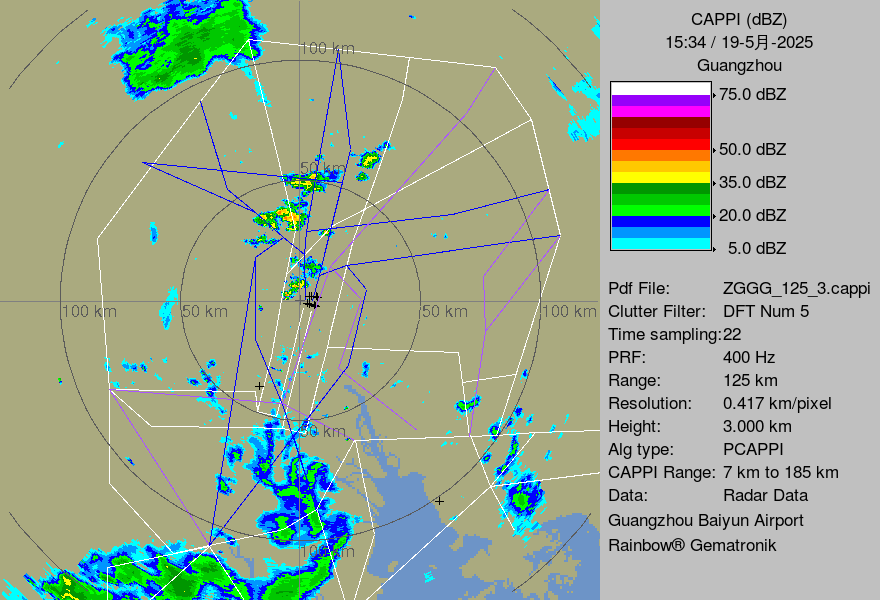 CAPPI (dBZ)
15:34 / 19-5月-2025
Guangzhou
75.0 dBZ
50.0 dBZ
35.0 dBZ
20.0 dBZ
5.0 dBZ
Pdf File: ZGGG_125_3.cappi
Clutter Filter: DFT Num 5
Time sampling:22
PRF: 400 Hz
Range: 125 km
Resolution: 0.417 km/pixel
Height: 3.000 km
Alg type: PCAPPI
CAPPI Range: 7 km to 185 km
Data: Radar Data
Guangzhou Baiyun Airport
Rainbow® Gematronik
100 km
50 km
100 km 50 km 50 km 100 km
50 km
100 km